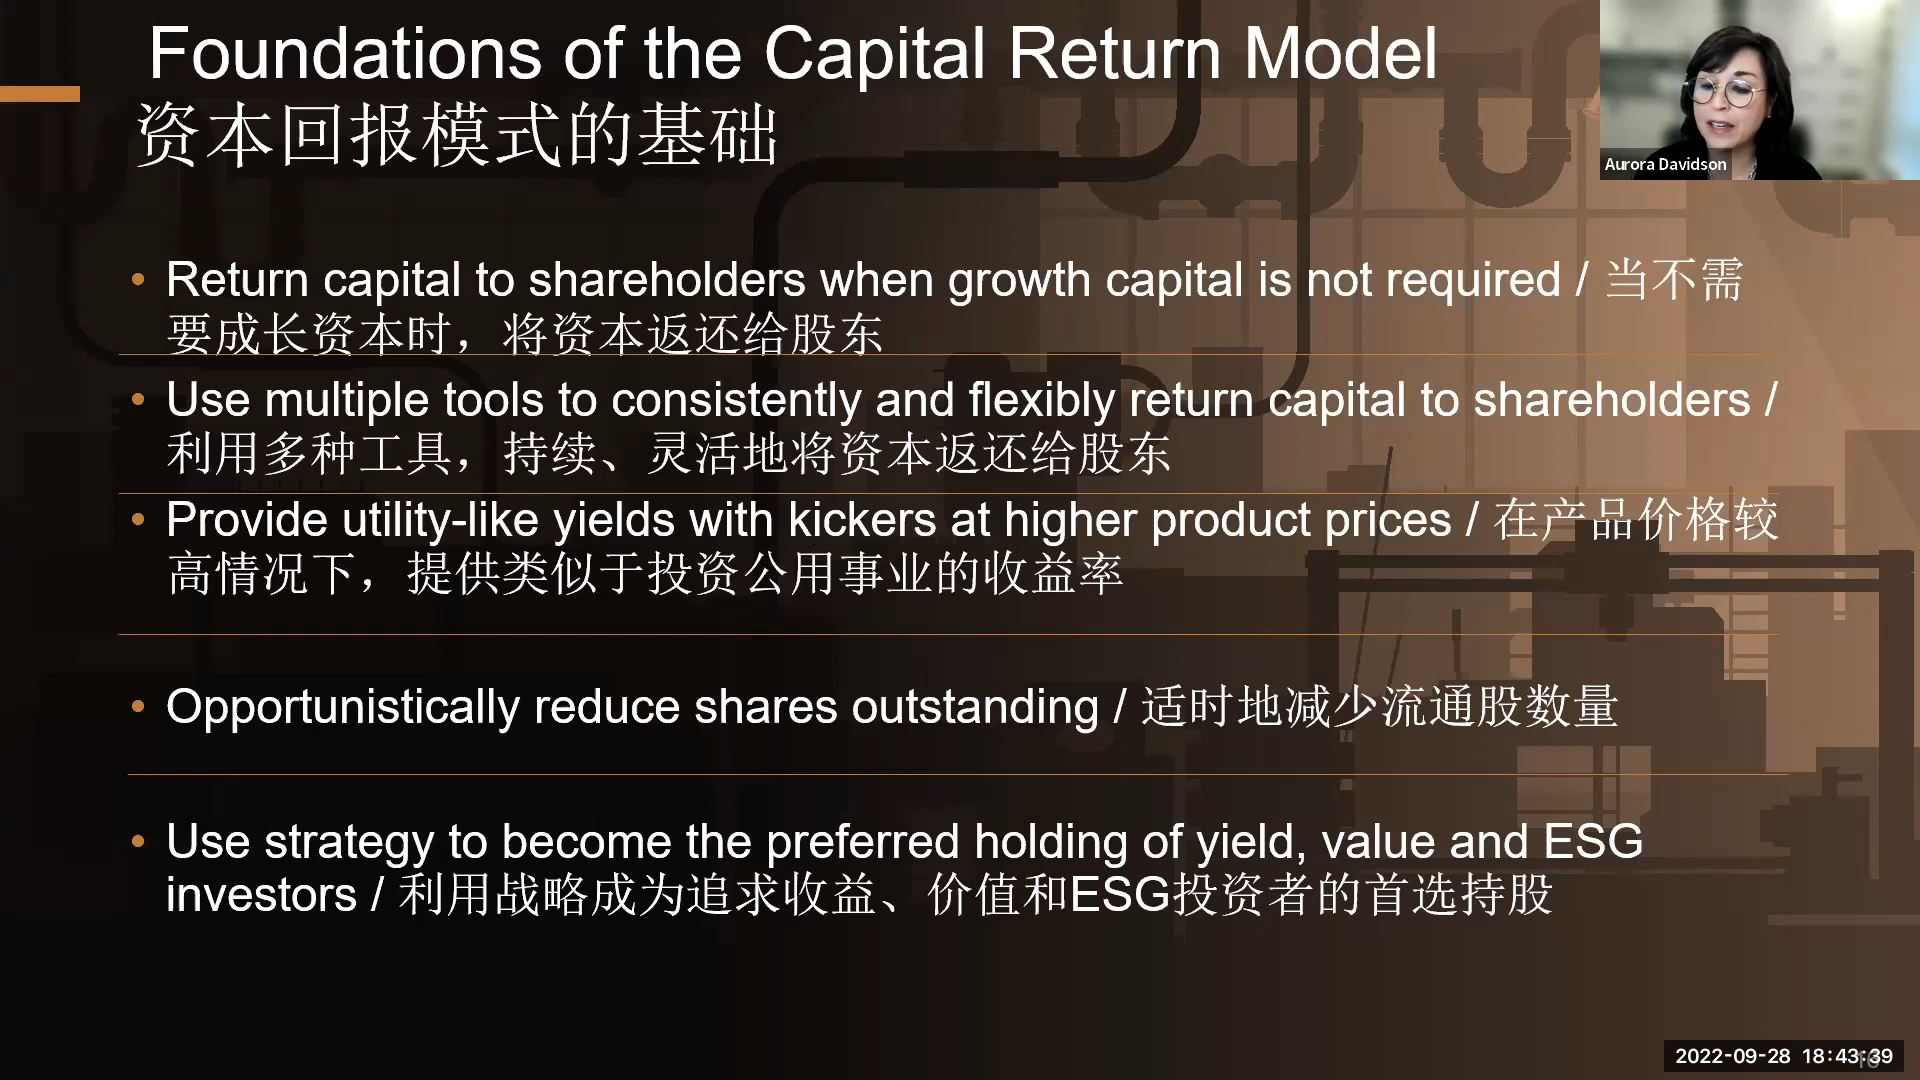 Foundations of the Capital Return Model
资本回报模式的基础
Aurora Davidson
• Return capital to shareholders when growth capital is not required / 当不需
要成长资本时，将资本返还给股东
• Use multiple tools to consistently and flexibly return capital to shareholders /
利用多种工具，持续、灵活地将资本返还给股东
• Provide utility-like yields with kickers at higher product prices / 在产品价格较
高情况下，提供类似于投资公用事业的收益率
• Opportunistically reduce shares outstanding / 适时地减少流通股数量
• Use strategy to become the preferred holding of yield, value and ESG
investors / 利用战略成为追求收益、价值和ESG投资者的首选持股
2022-09-28 18:43:39